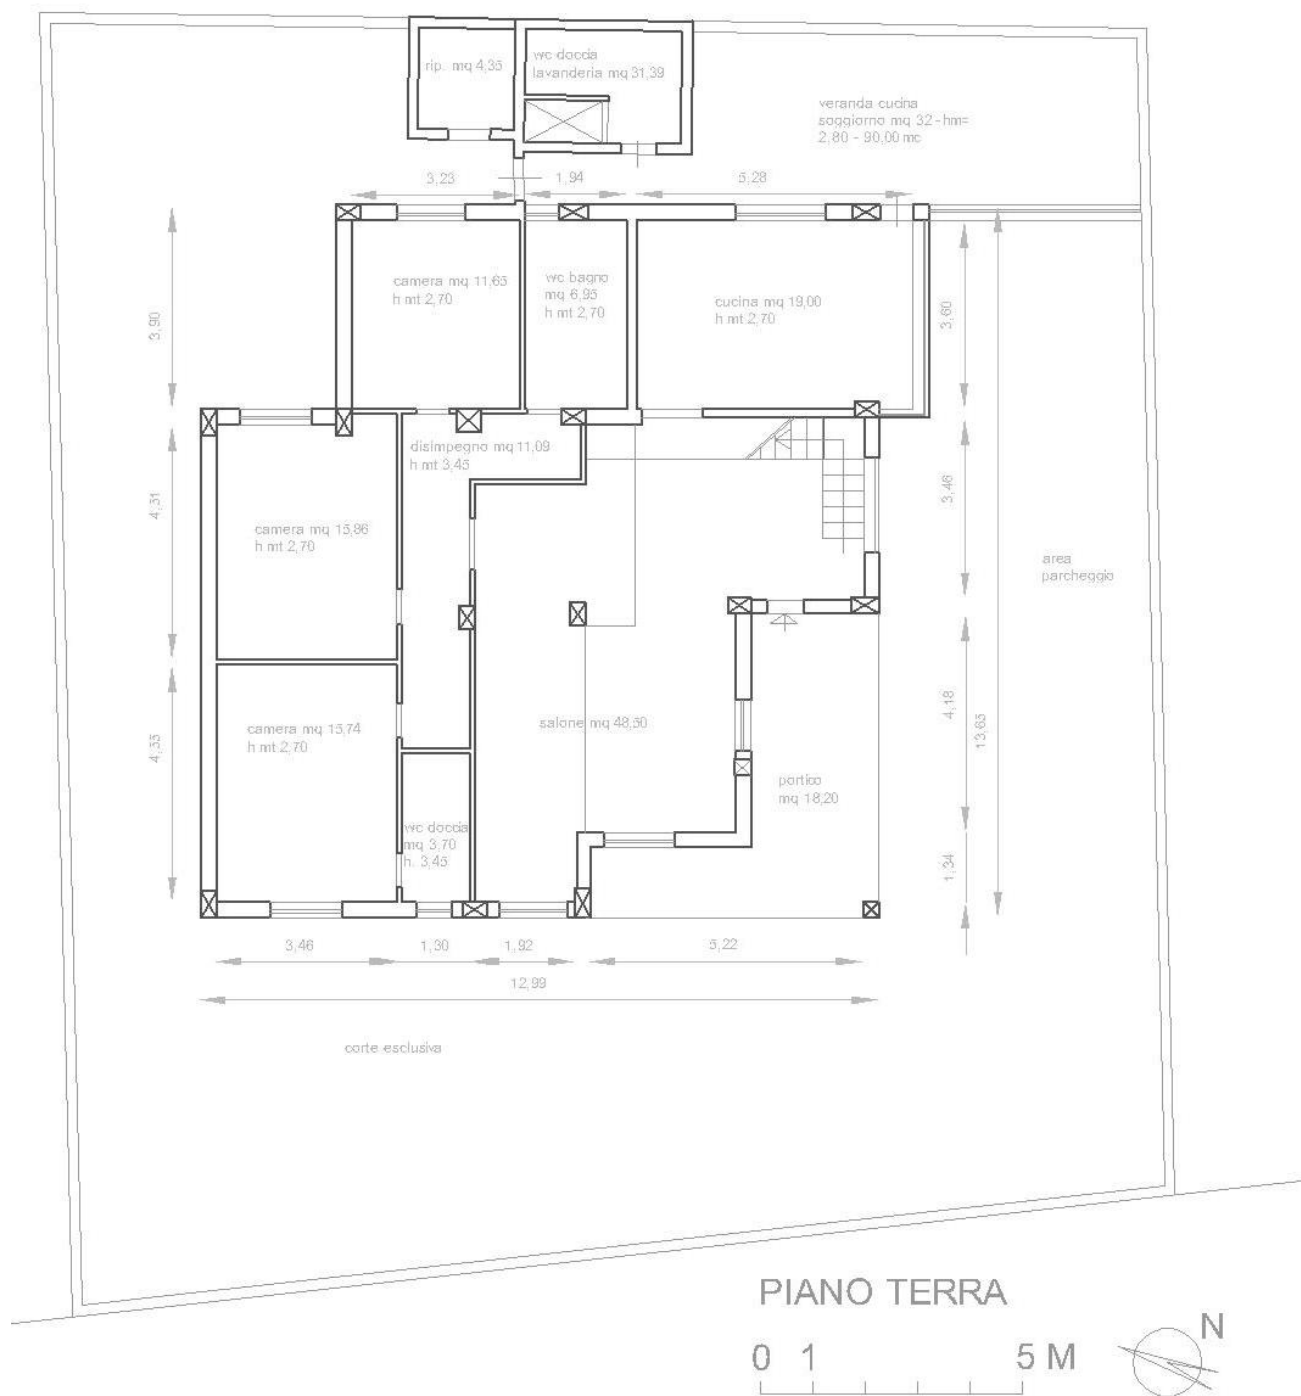 rip. mq 4,35
wc doccia
lavanderia mq 31,39
veranda cucina
soggiorno mq 32 - hm=
2,80 - 90,00 mc
3,23
1,94
5,28
3,90
camera mq 11,65
h mt 2,70
wc bagno
mq 6,95
h mt 2,70
cucina mq 19,00
h mt 2,70
3,60
disimpegno mq 11,09
h mt 3,45
4,51
camera mq 15,86
h mt 2,70
3,46
area
parcheggio
4,55
camera mq 15,74
h mt 2,70
salone mq 48,50
4,18
13,65
portico
mq 18,20
wc doccia
mq 3,70
h. 3,45
1,34
3,46
1,30
1,92
5,22
12,99
corte esclusiva
PIANO TERRA
N
0 1 5 M